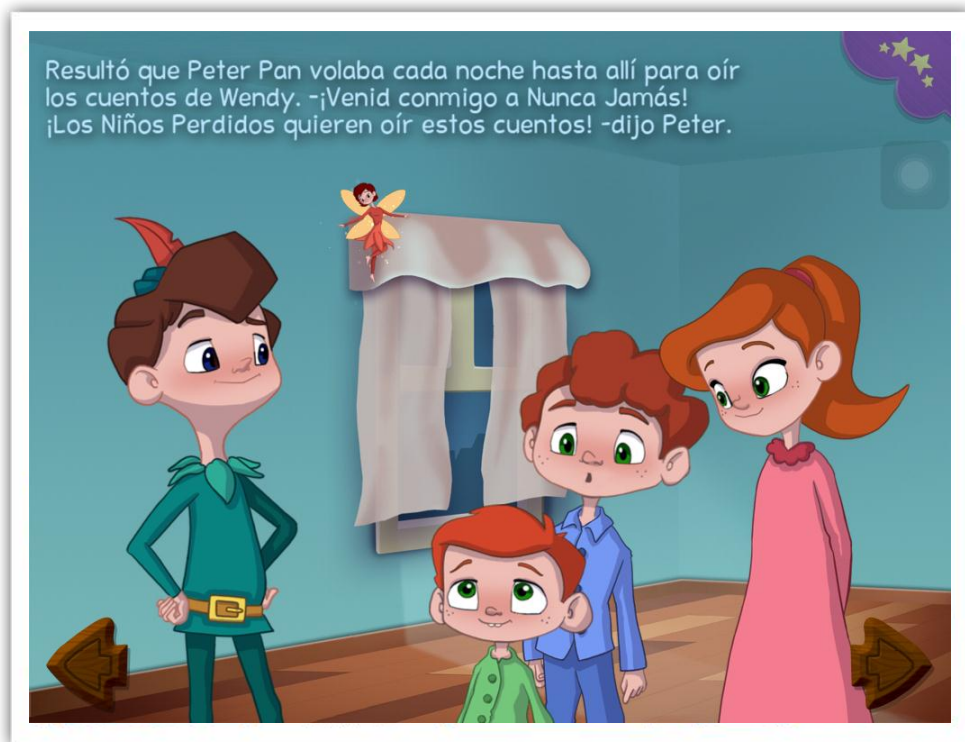 Resultó que Peter Pan volaba cada noche hasta allí para oír
los cuentos de Wendy. -¡Venid conmigo a Nunca Jamás!
¡Los Niños Perdidos quieren oír estos cuentos! -dijo Peter.